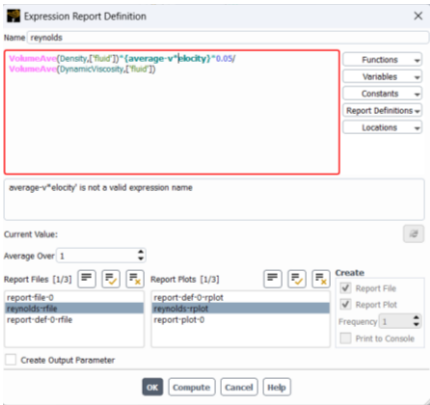 Expression Report Definition
Name reynolds
VolumeAve(Density,['fluid'])*{average-v*elocity}*0.05/
VolumeAve(DynamicViscosity,['fluid'])
Functions
Variables
Constants
Report Definitions
Locations
average-v*elocity' is not a valid expression name
Current Value:
Average Over 1
Report Files [1/3]
Report Plots [1/3]
Create
report-file-0
reynolds-rfile
report-def-0-rfile
report-def-0-rplot
reynolds-rplot
report-plot-0
Report File
Report Plot
Frequency 1
Print to Console
Create Output Parameter
OK Compute Cancel Help